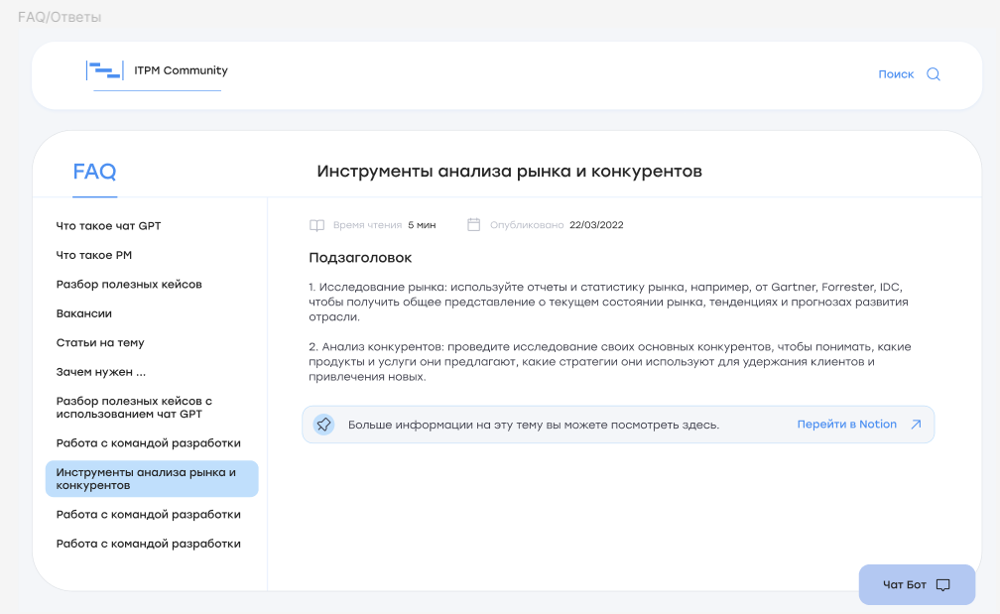 FAQ/Ответы
ITPM Community
Поиск
FAQ
Инструменты анализа рынка и конкурентов
Что такое чат GPT
Что такое PM
Разбор полезных кейсов
Вакансии
Статьи на тему
Зачем нужен ...
Разбор полезных кейсов с
использованием чат GPT
Работа с командой разработки
Инструменты анализа рынка и
конкурентов
Работа с командой разработки
Работа с командой разработки
Время чтения 5 мин
Опубликовано 22/03/2022
Подзаголовок
1. Исследование рынка: используйте отчеты и статистику рынка, например, от Gartner, Forrester, IDC,
чтобы получить общее представление о текущем состоянии рынка, тенденциях и прогнозах развития
отрасли.
2. Анализ конкурентов: проведите исследование своих основных конкурентов, чтобы понимать, какие
продукты и услуги они предлагают, какие стратегии они используют для удержания клиентов и
привлечения новых.
Больше информации на эту тему вы можете посмотреть здесь.
Перейти в Notion
Чат Бот